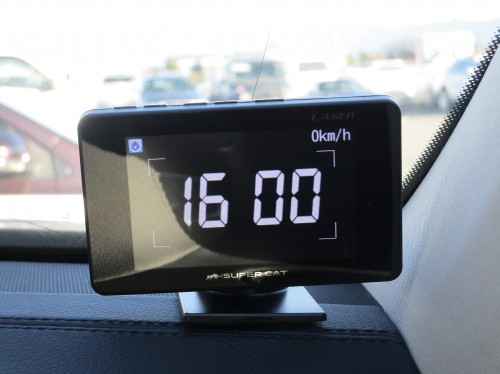 LASER
0km/h
16 00
SUPER CAT